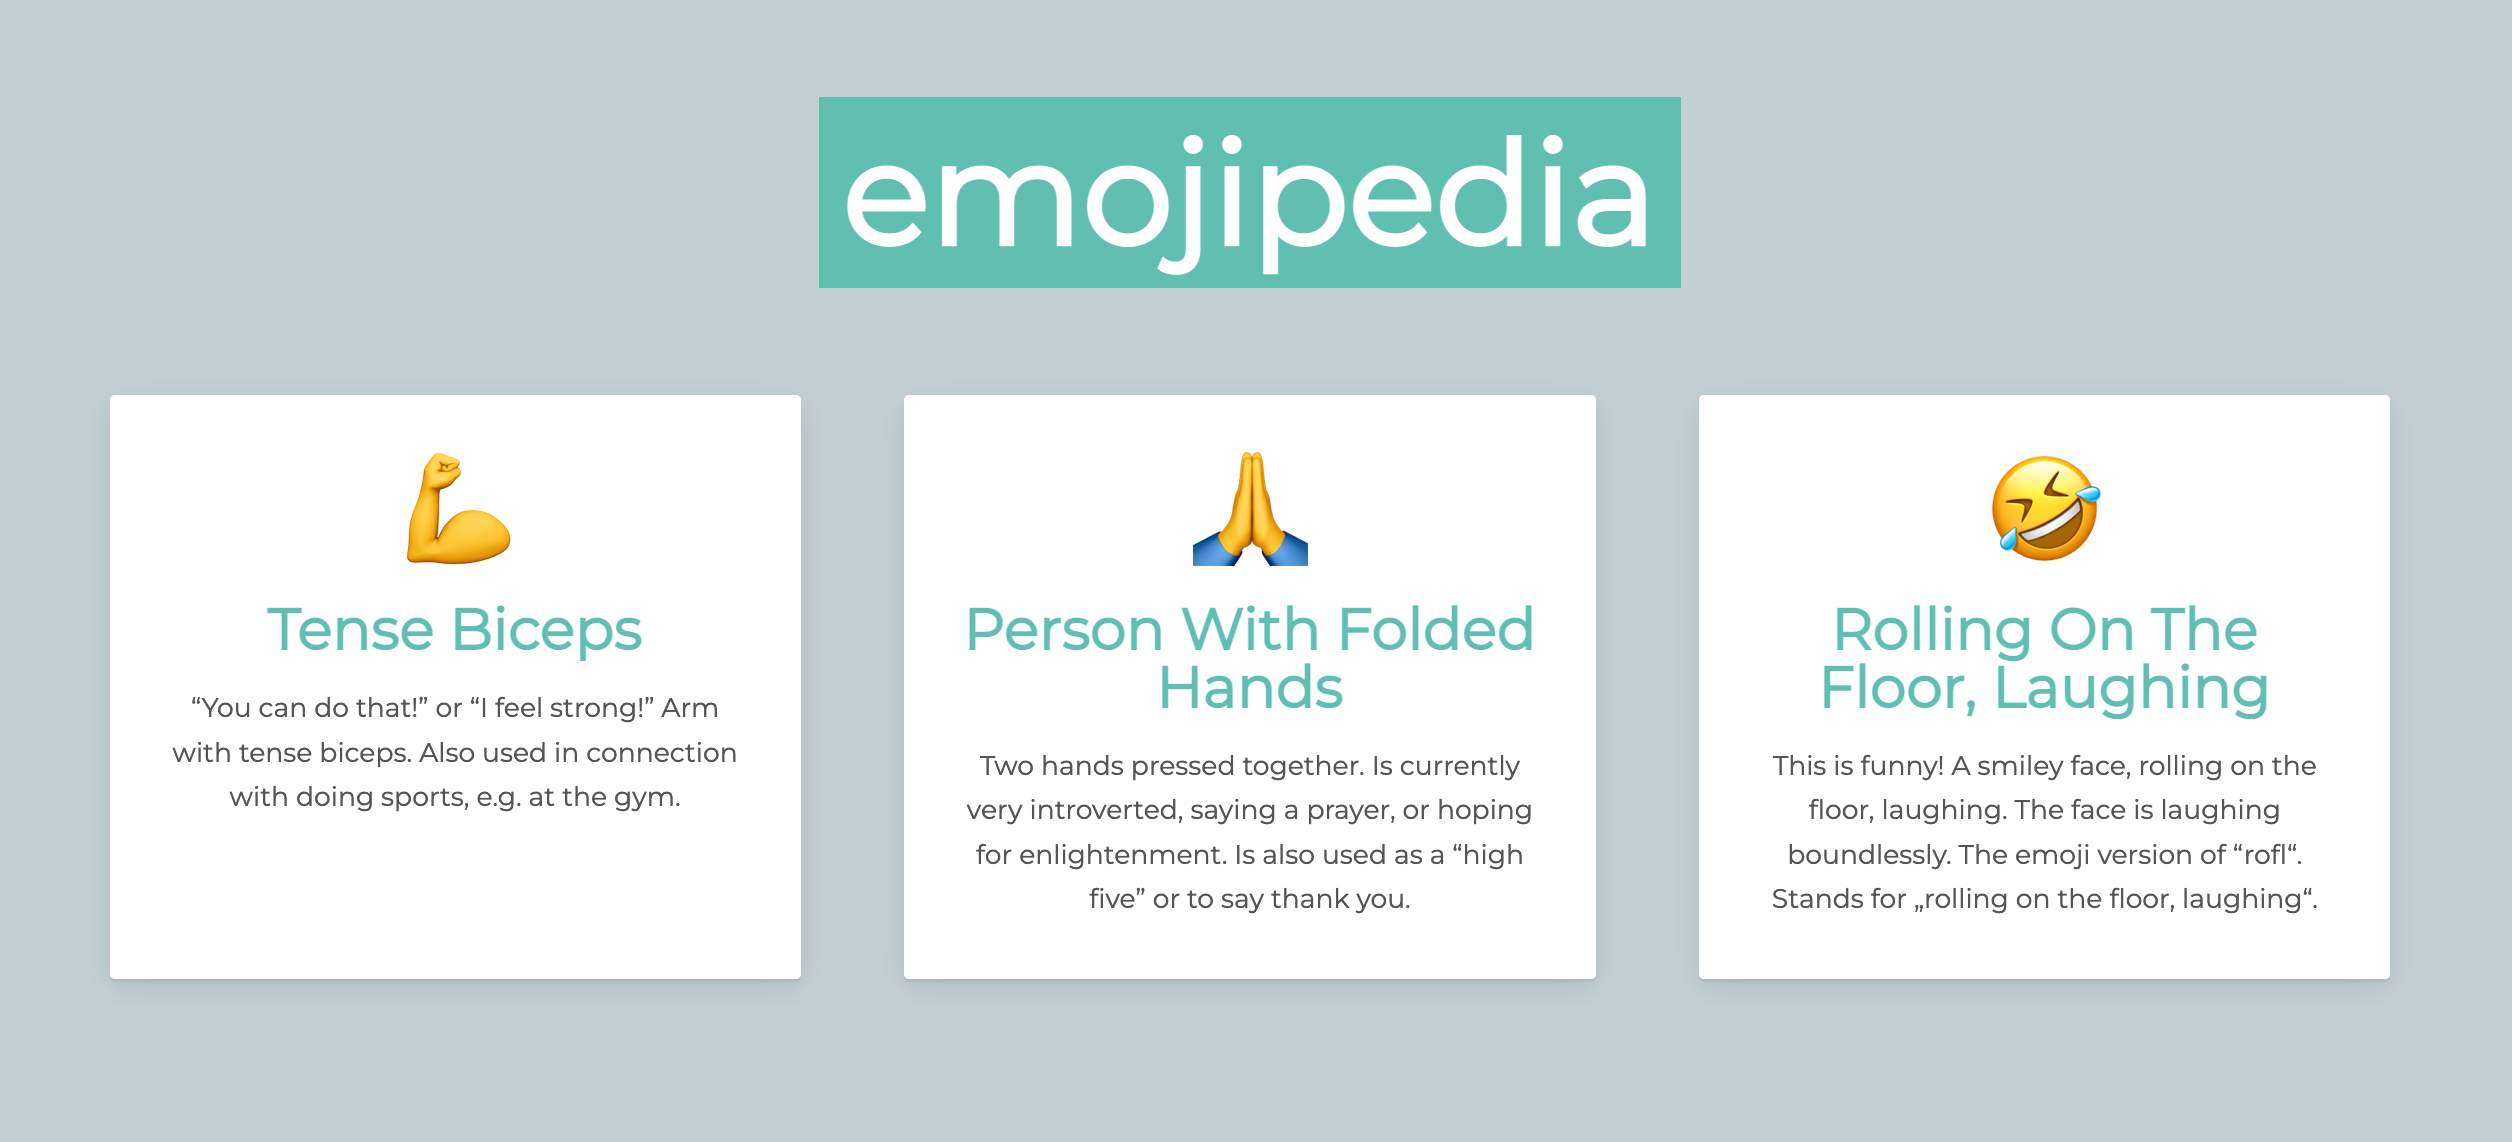 emojipedia
Tense Biceps
“You can do that!” or “I feel strong!” Arm
with tense biceps. Also used in connection
with doing sports, e.g. at the gym.
Person With Folded
Hands
Two hands pressed together. Is currently
very introverted, saying a prayer, or hoping
for enlightenment. Is also used as a “high
five” or to say thank you.
Rolling On The
Floor, Laughing
This is funny! A smiley face, rolling on the
floor, laughing. The face is laughing
boundlessly. The emoji version of “rofl“.
Stands for „rolling on the floor, laughing“.